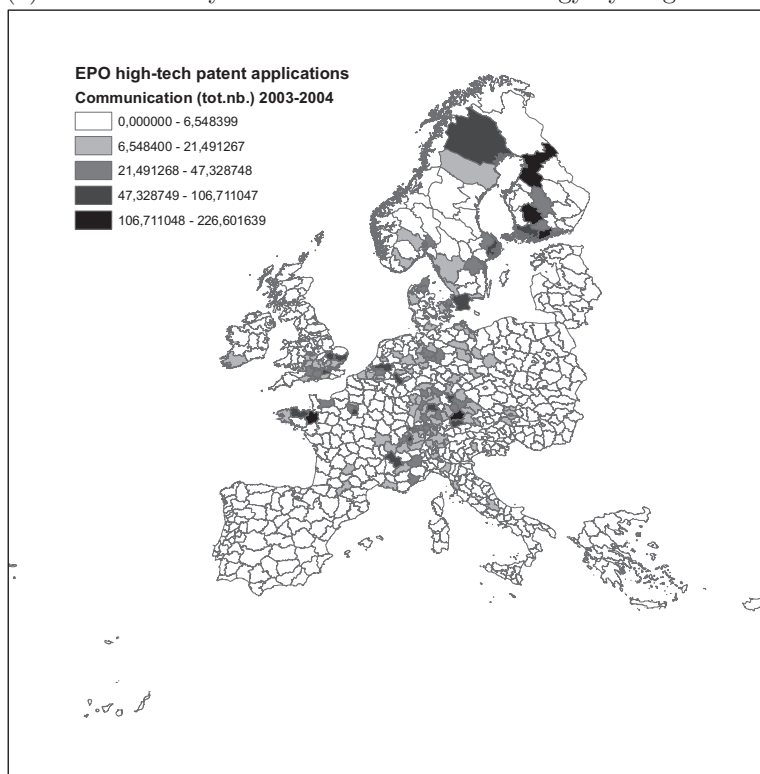 EPO high-tech patent applications
Communication (tot.nb.) 2003-2004
0,000000 - 6,548399
6,548400 - 21,491267
21,491268 - 47,328748
47,328749 - 106,711047
106,711048 - 226,601639